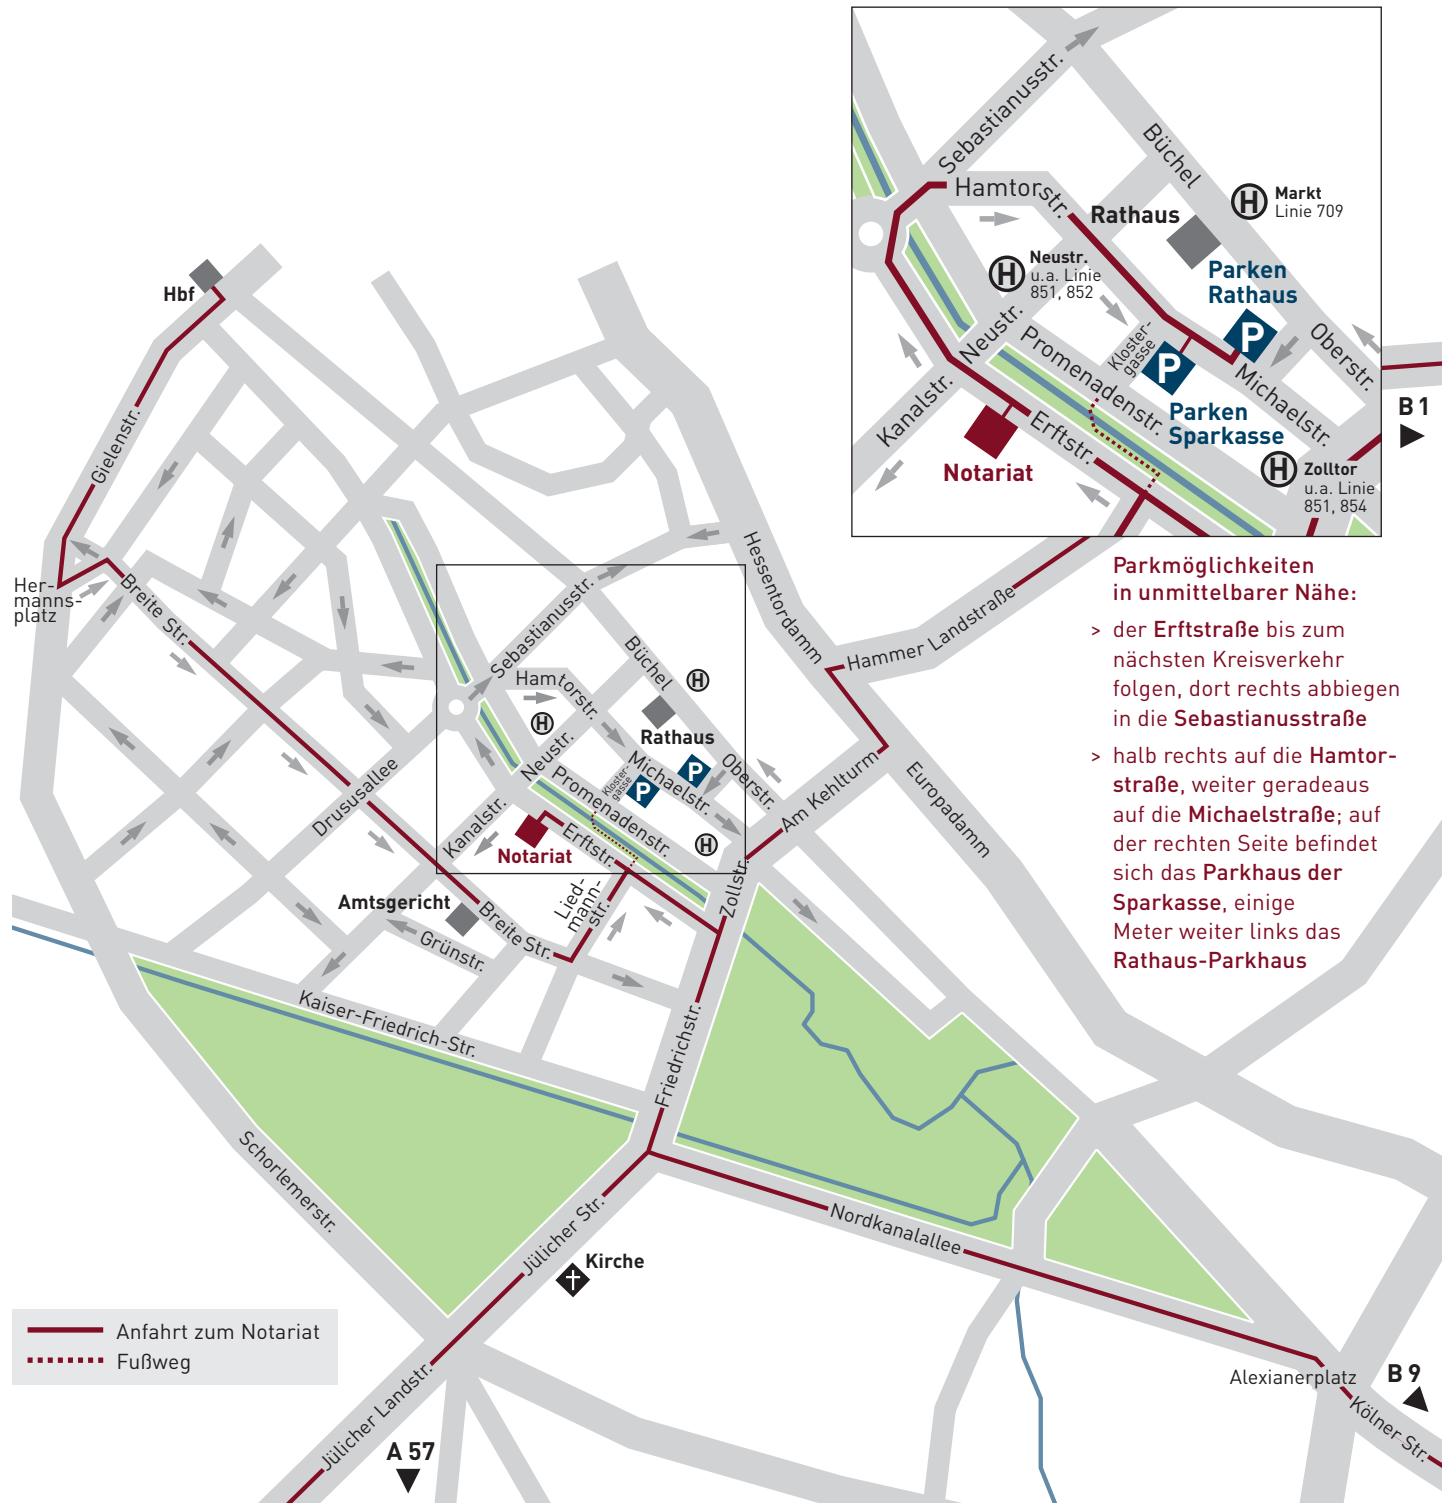 Sebastianusstr.
Büchel
Hamtorstr.
Rathaus
H
Markt
Linie 709
H
Neustr.
u.a. Linie
851, 852
Parken
Rathaus
P
Neustr.
Promenadenstr.
Kloster-
gasse
P
Oberstr.
Michaelstr.
Kanalstr.
Erftstr.
Parken
Sparkasse
Notariat
H
Zolltor
u.a. Linie
851, 854
B 1
Hbf
Gielenstr.
Her-
manns-
platz
Breite Str.
Hessentordamm
Hammer Landstraße
Sebastianusstr.
Büchel
H
Hamtorstr.
H
Rathaus
Neustr.
P
Oberstr.
Michaelstr.
Kloster-
gasse
P
Promenadenstr.
Drususallee
Kanalstr.
Erftstr.
Notariat
H
Am Kehlturm
Europadamm
Zollstr.
Lied-
mann-
str.
Amtsgericht
Breite Str.
Grünstr.
Kaiser-Friedrich-Str.
Friedrichstr.
Schorlemerstr.
Jülicher Str.
Nordkanalallee
Kirche
Jülicher Landstr.
A 57
Alexianerplatz
B 9
Kölner Str.
Parkmöglichkeiten
in unmittelbarer Nähe:
> der Erftstraße bis zum
nächsten Kreisverkehr
folgen, dort rechts abbiegen
in die Sebastianusstraße
> halb rechts auf die Hamtor-
straße, weiter geradeaus
auf die Michaelstraße; auf
der rechten Seite befindet
sich das Parkhaus der
Sparkasse, einige
Meter weiter links das
Rathaus-Parkhaus
Anfahrt zum Notariat
Fußweg